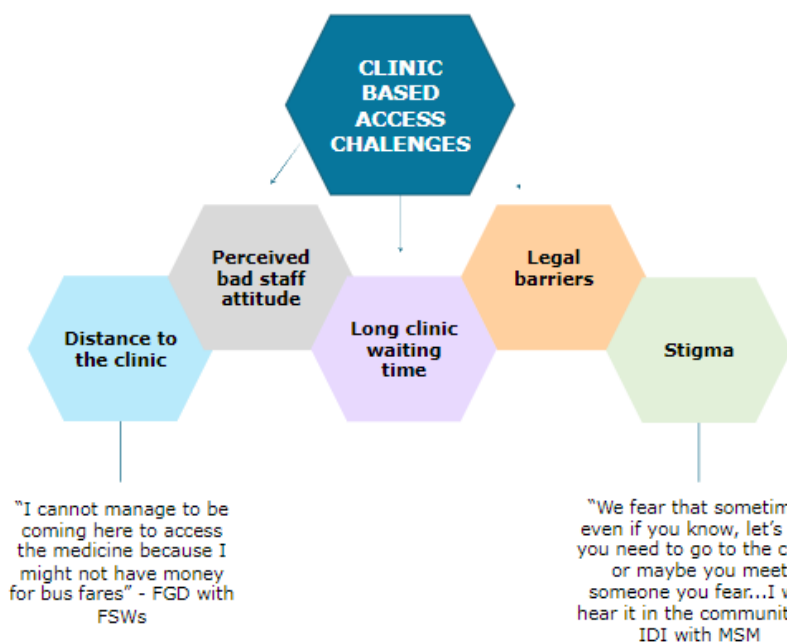 CLINIC
BASED
ACCESS
CHALENGES
Perceived
bad staff
attitude
Legal
barriers
Distance to
the clinic
Long clinic
waiting
time
Stigma
"I cannot manage to be
coming here to access
the medicine because I
might not have money
for bus fares" - FGD with
FSWs
"We fear that
even if you know, let's
you need to go to the
or maybe you meet
someone you fear...I
hear it in the
IDI with MSM